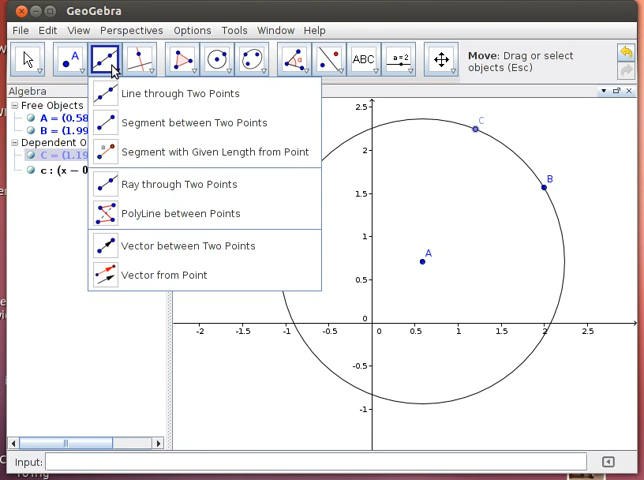 GeoGebra
File Edit View Perspectives Options Tools Window Help
A ABC a=2 Move: Drag or select objects (Esc)
Algebra
Free Objects
A = (0.58
B = (1.99
Dependent O
C = (1.19
c : (x − 0
Line through Two Points
Segment between Two Points
a Segment with Given Length from Point
Ray through Two Points
PolyLine between Points
Vector between Two Points
Vector from Point
2.5
C
2
B
1.5
1
A
0.5
0
-2 -1.5 -1 -0.5 0 0.5 1 1.5 2 2.5
-0.5
-1
Input: